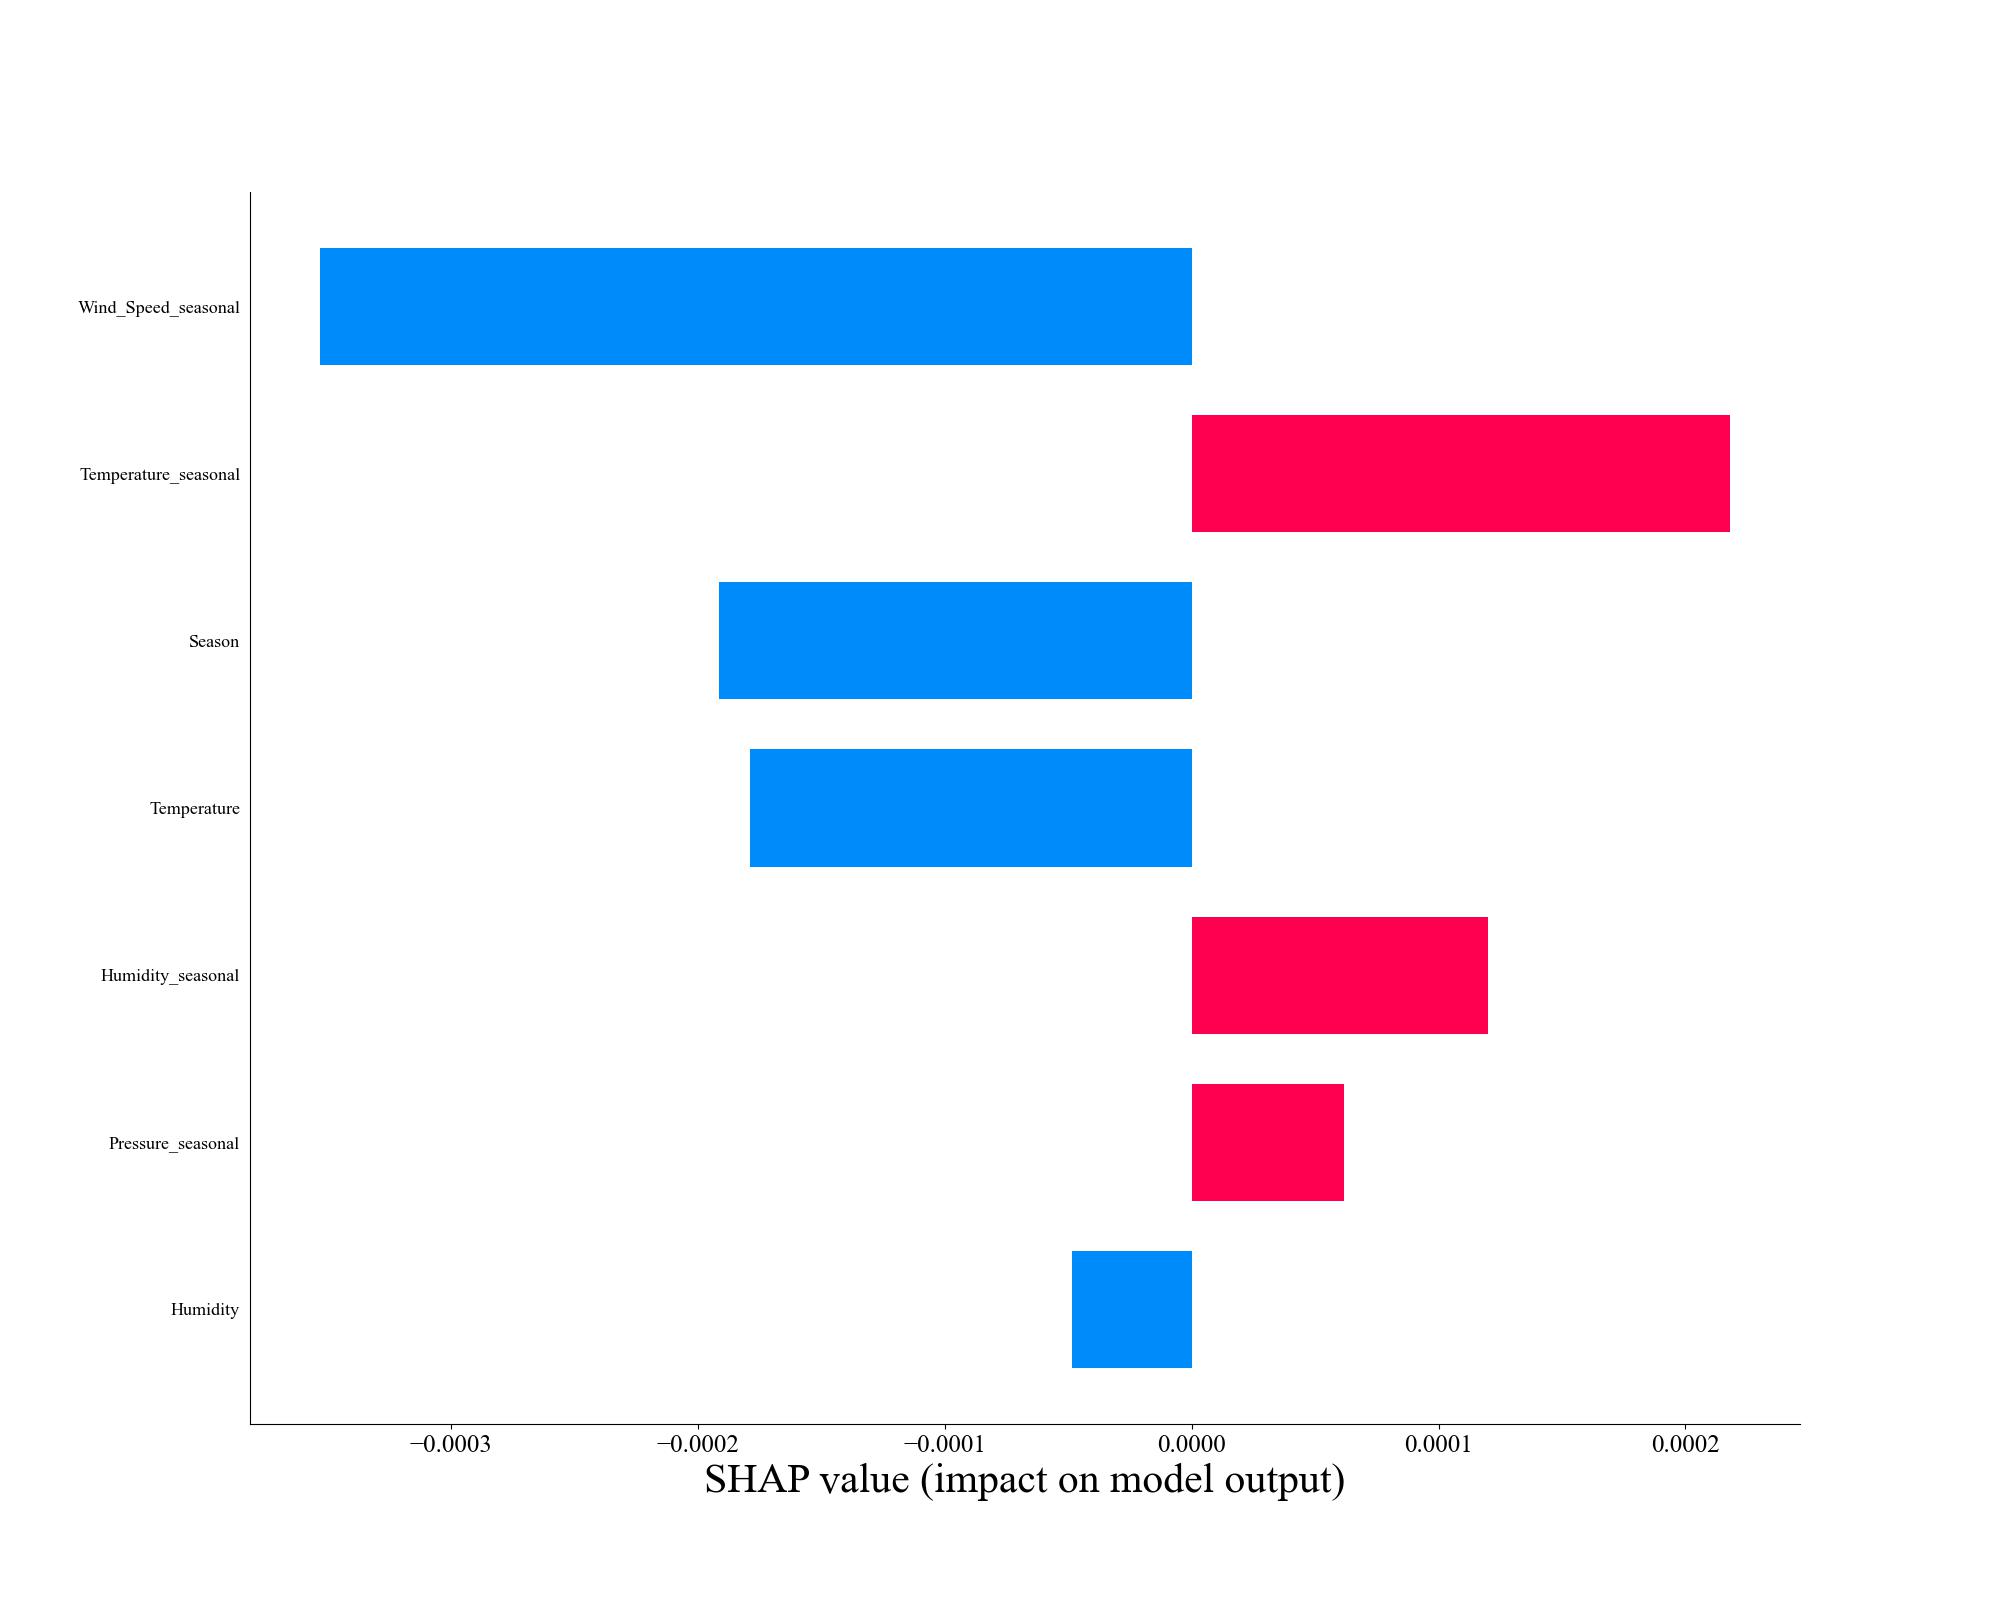 Wind_Speed_seasonal
Temperature_seasonal
Season
Temperature
Humidity_seasonal
Pressure_seasonal
Humidity
−0.0003 −0.0002 −0.0001 0.0000 0.0001 0.0002
SHAP value (impact on model output)